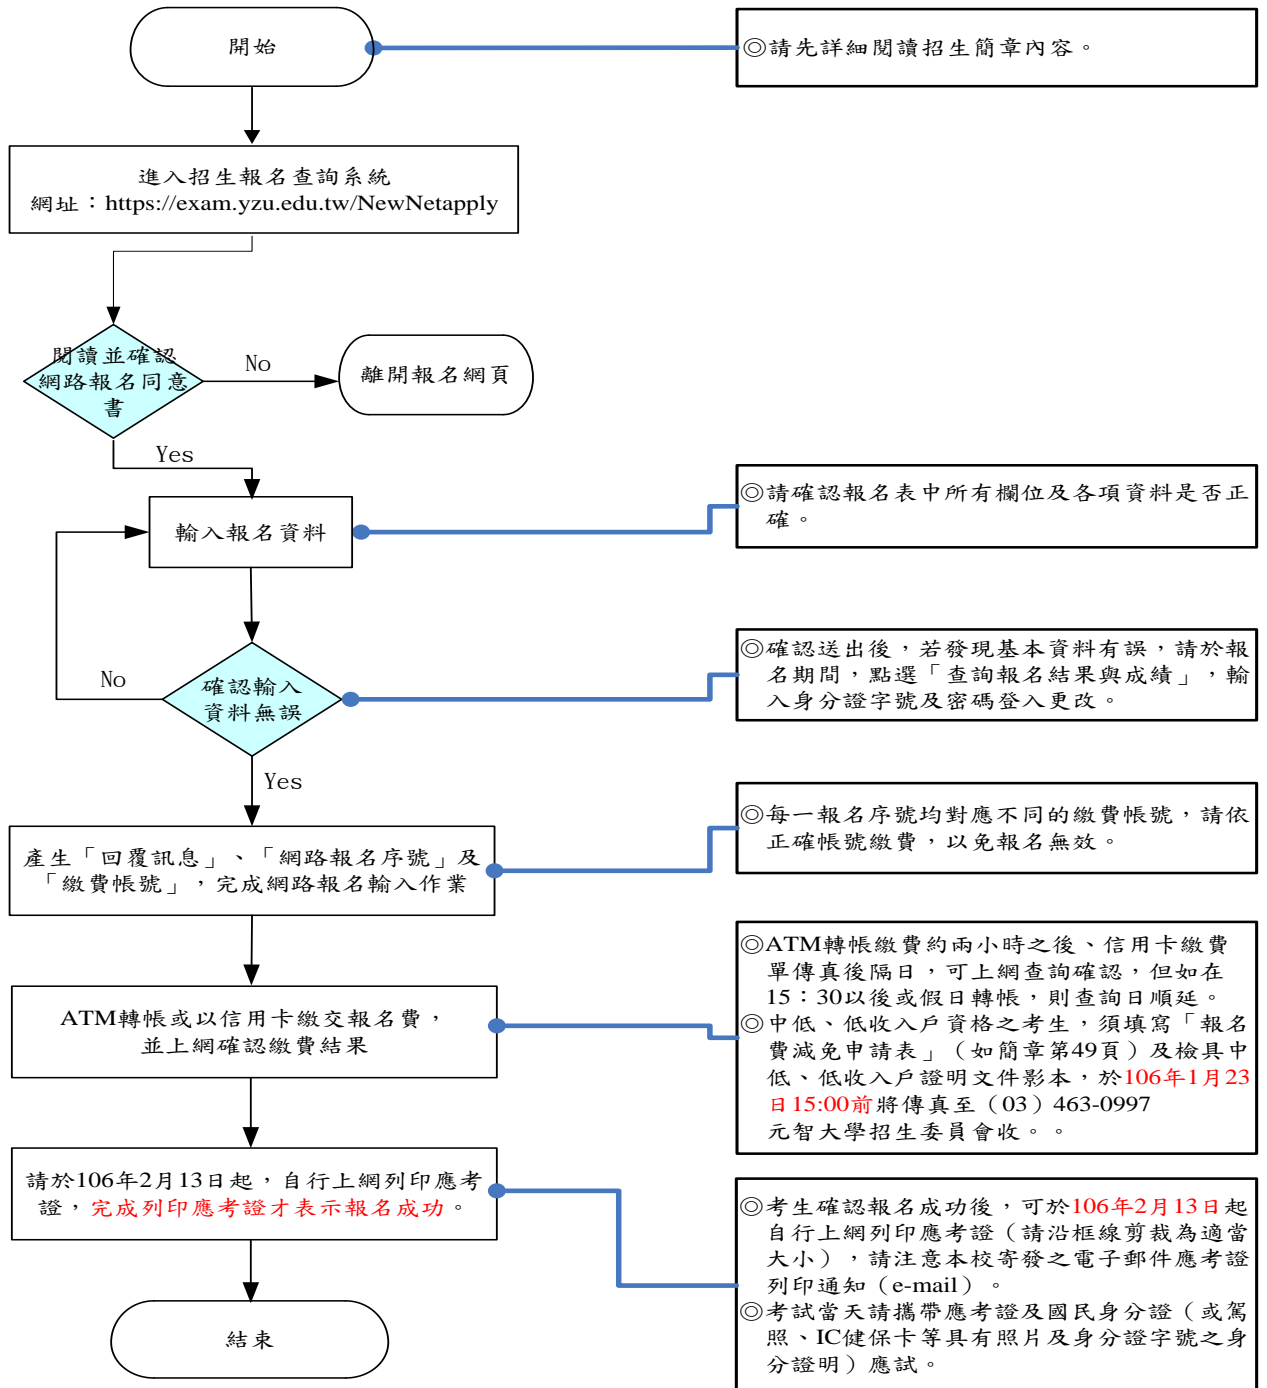 開始
◎請先詳細閱讀招生簡章內容。
進入招生報名查詢系統
網址：https://exam.yzu.edu.tw/NewNetapply
閱讀並確認
網路報名同意
書
No
離開報名網頁
Yes
輸入報名資料
◎請確認報名表中所有欄位及各項資料是否正
確。
No
確認輸入
資料無誤
◎確認送出後，若發現基本資料有誤，請於報
名期間，點選「查詢報名結果與成績」，輸
入身分證字號及密碼登入更改。
Yes
產生「回覆訊息」、「網路報名序號」及
「繳費帳號」，完成網路報名輸入作業
◎每一報名序號均對應不同的繳費帳號，請依
正確帳號繳費，以免報名無效。
ATM轉帳或以信用卡繳交報名費，
並上網確認繳費結果
◎ATM轉帳繳費約兩小時之後、信用卡繳費
單傳真後隔日，可上網查詢確認，但如在
15：30以後或假日轉帳，則查詢日順延。
◎中低、低收入戶資格之考生，須填寫「報名
費減免申請表」（如簡章第49頁）及檢具中
低、低收入戶證明文件影本，於106年1月23
日15:00前將傳真至（03）463-0997
元智大學招生委員會收。。
請於106年2月13日起，自行上網列印應考
證，完成列印應考證才表示報名成功。
◎考生確認報名成功後，可於106年2月13日起
自行上網列印應考證（請沿框線剪裁為適當
大小），請注意本校寄發之電子郵件應考證
列印通知（e-mail）。
◎考試當天請攜帶應考證及國民身分證（或駕
照、IC健保卡等具有照片及身分證字號之身
分證明）應試。
結束